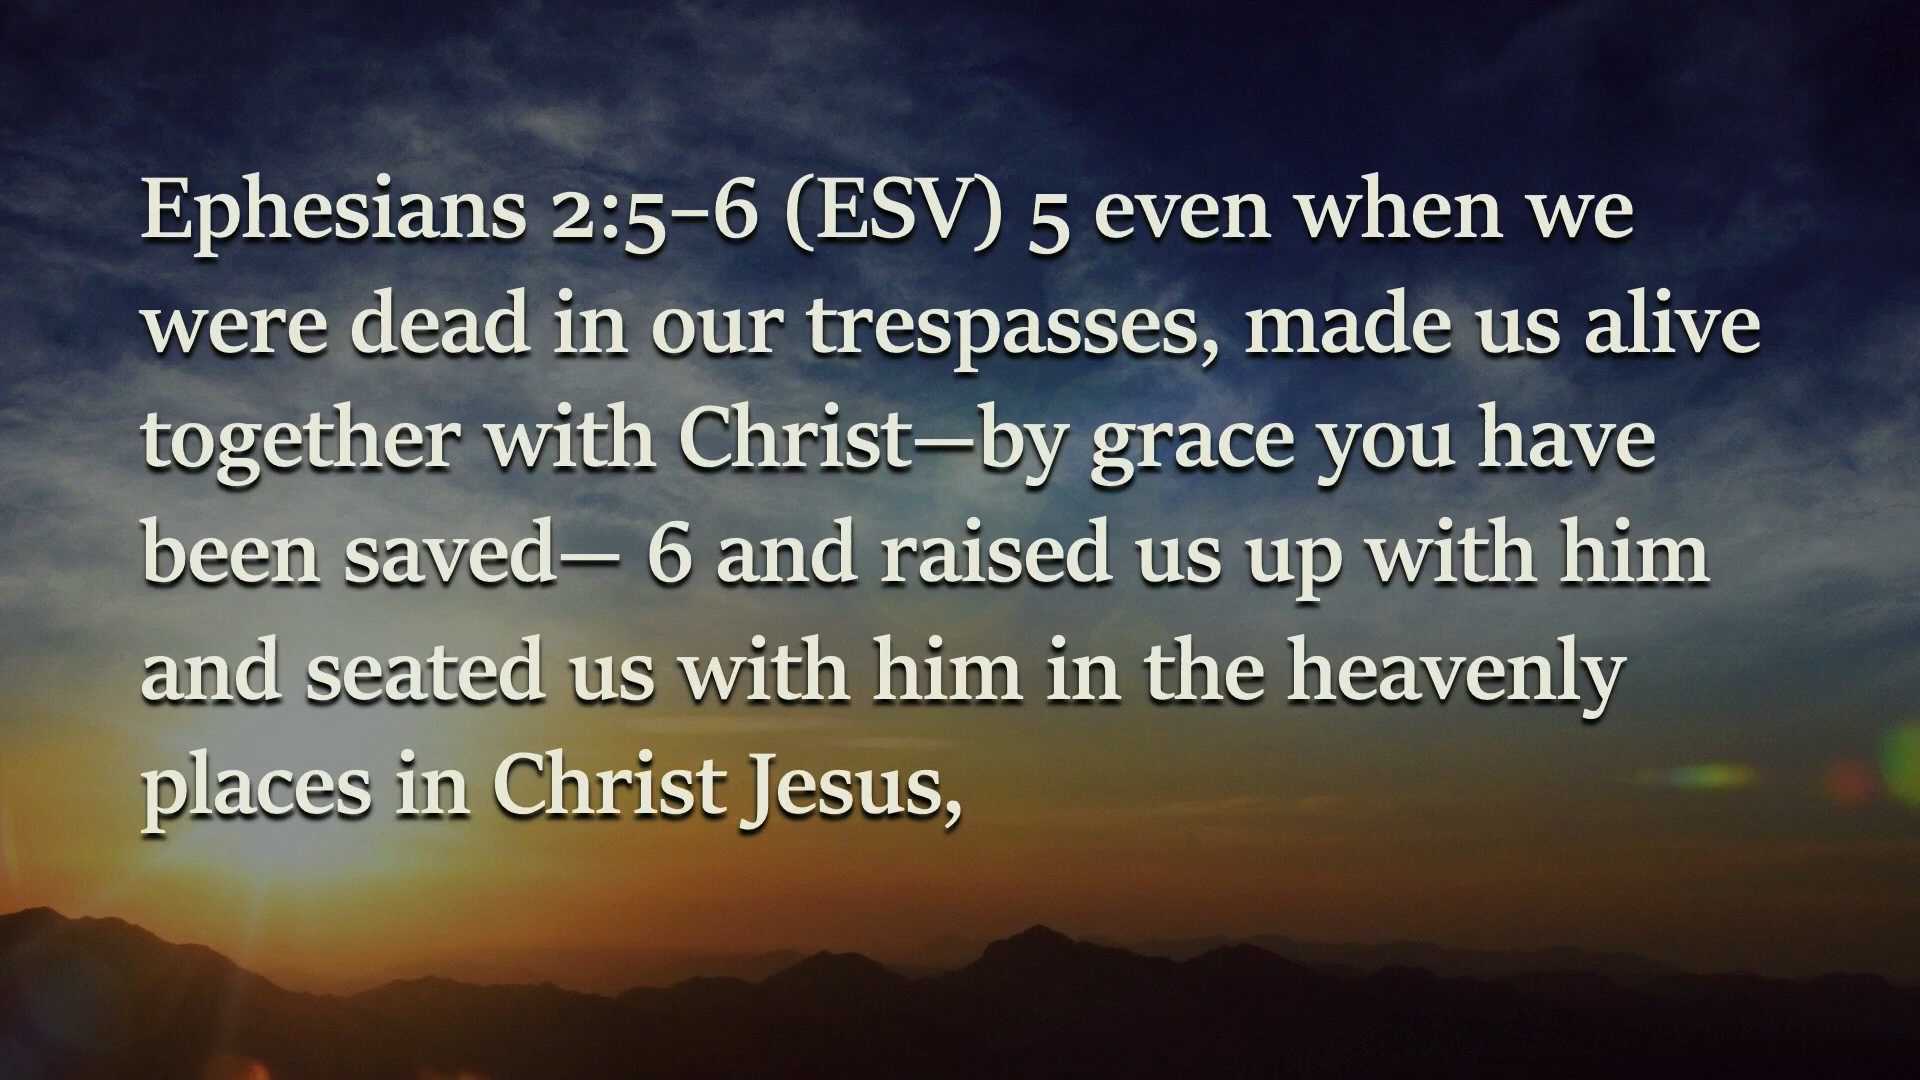 Ephesians 2:5–6 (ESV) 5 even when we
were dead in our trespasses, made us alive
together with Christ—by grace you have
been saved— 6 and raised us up with him
and seated us with him in the heavenly
places in Christ Jesus,